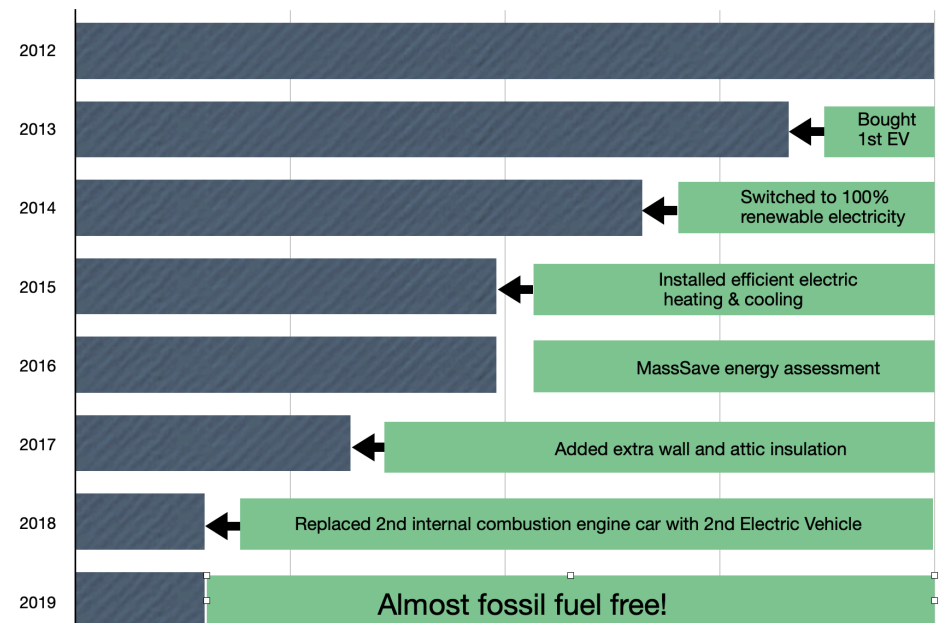 2012
2013
Bought
1st EV
2014
Switched to 100%
renewable electricity
2015
Installed efficient electric
heating & cooling
2016
MassSave energy assessment
2017
Added extra wall and attic insulation
2018
Replaced 2nd internal combustion engine car with 2nd Electric Vehicle
2019
Almost fossil fuel free!